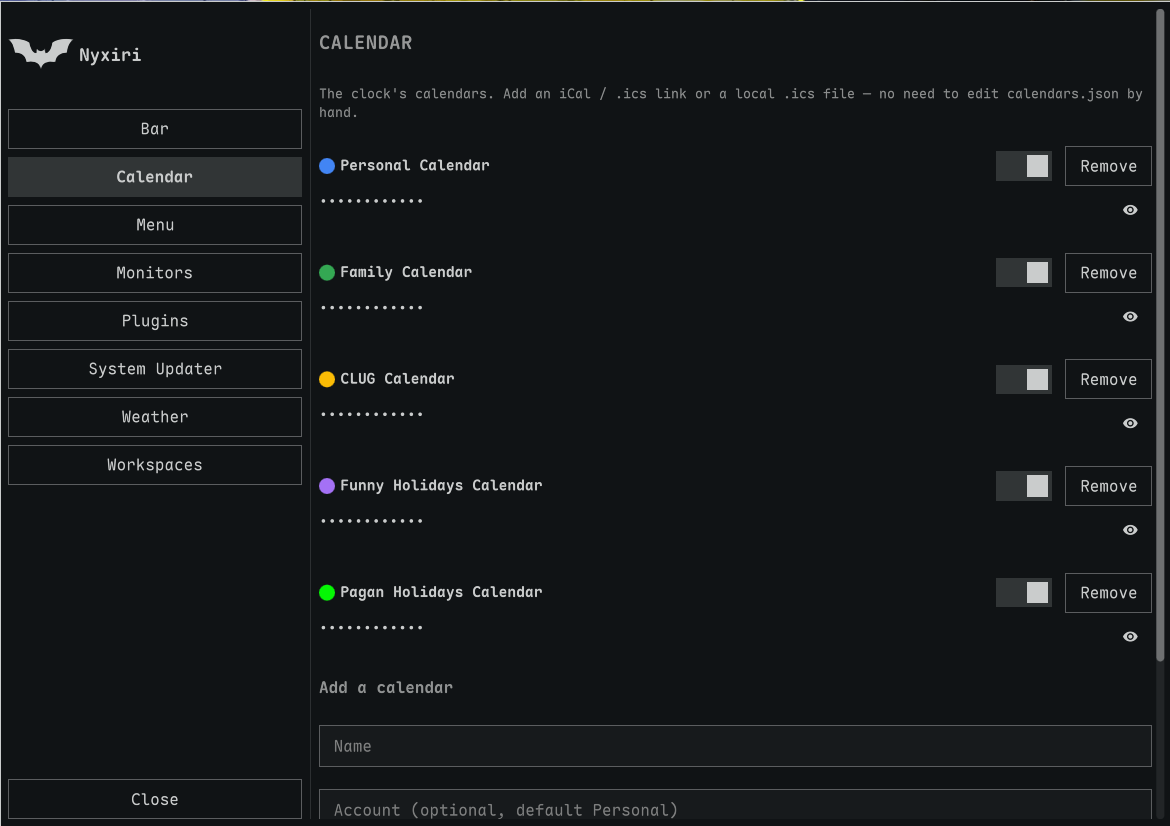 Nyxiri
Bar
Calendar
Menu
Monitors
Plugins
System Updater
Weather
Workspaces
Close
CALENDAR
The clock's calendars. Add an iCal / .ics link or a local .ics file — no need to edit calendars.json by
hand.
Personal Calendar
Remove
••••••••••••
Family Calendar
Remove
••••••••••••
CLUG Calendar
Remove
••••••••••••
Funny Holidays Calendar
Remove
••••••••••••
Pagan Holidays Calendar
Remove
••••••••••••
Add a calendar
Name
Account (optional, default Personal)